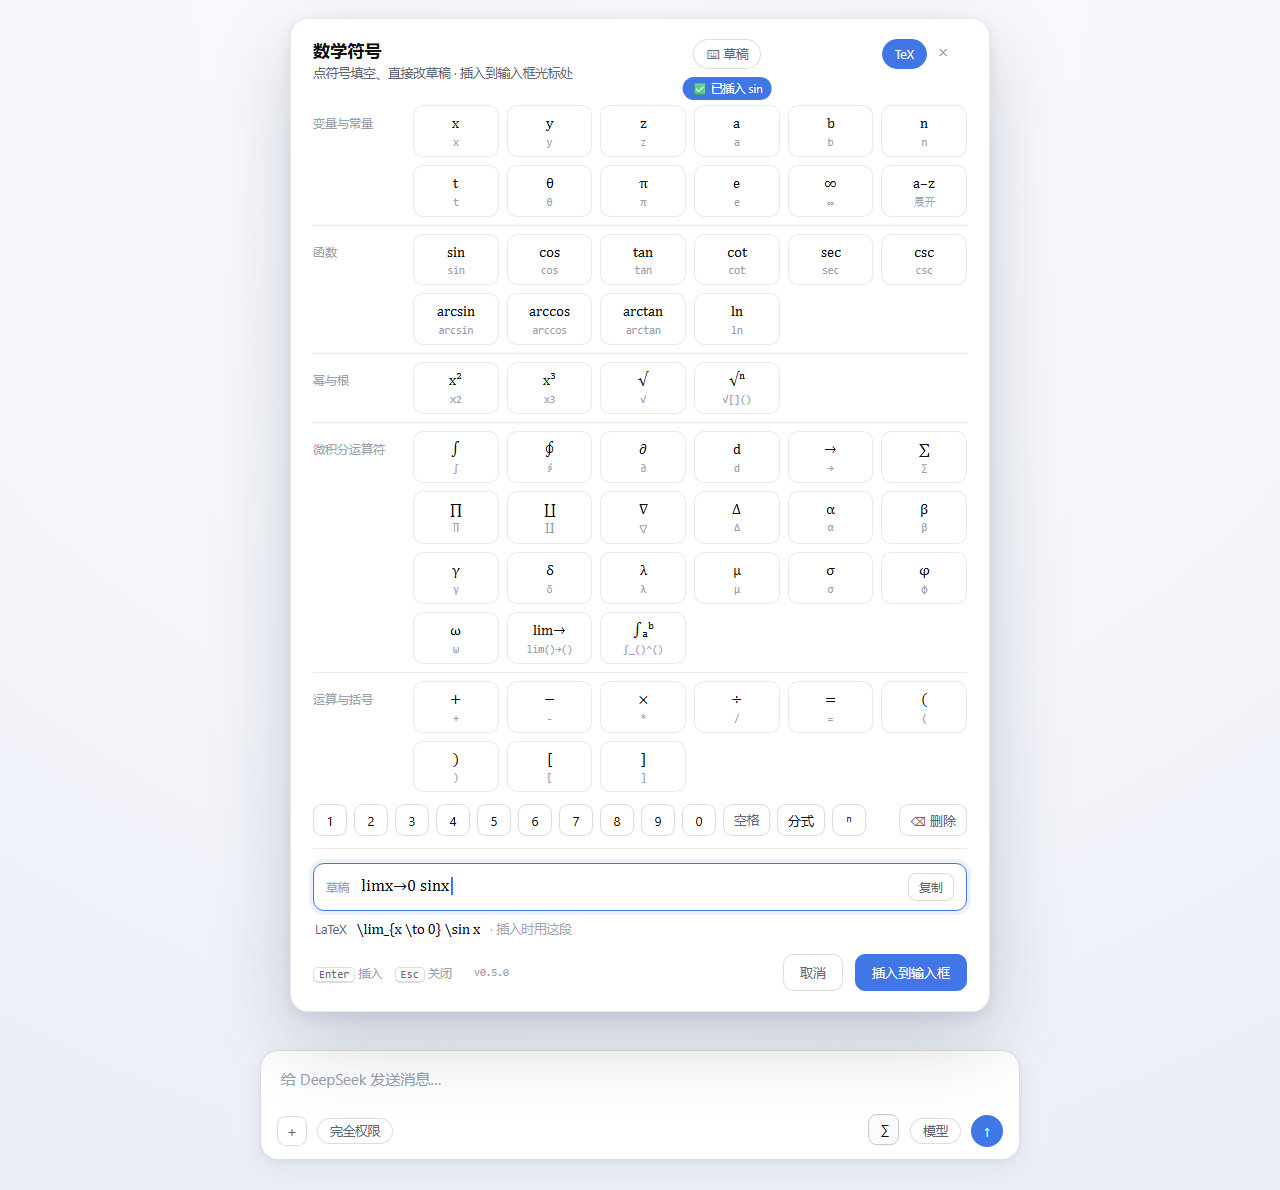 数学符号
点符号填空、直接改草稿 · 插入到输入框光标处
⌨ 草稿
TeX ×
✅ 已插入 sin
变量与常量
x y z a b n
x y z a b n
t θ π e ∞ a–z
t θ π e ∞ 展开
函数
sin cos tan cot sec csc
sin cos tan cot sec csc
arcsin arccos arctan ln
arcsin arccos arctan ln
幂与根
x² x³ √ √ⁿ
x2 x3 √ √[]()
微积分运算符
∫ ∮ ∂ d → ∑
∫ ∮ ∂ d → ∑
∏ ∐ ∇ Δ α β
∏ ∐ ∇ Δ α β
γ δ λ μ σ φ
γ δ λ μ σ φ
ω lim→ ∫ₐᵇ
ω lim()→() ∫_()^()
运算与括号
+ − × ÷ = (
+ - * / = (
) [ ]
) [ ]
1 2 3 4 5 6 7 8 9 0 空格 分式 ⁿ ⌫ 删除
草稿 limx→0 sinx 复制
LaTeX \lim_{x \to 0} \sin x · 插入时用这段
Enter 插入 Esc 关闭 v0.5.0 取消 插入到输入框
给 DeepSeek 发送消息...
+ 完全权限 ∑ 模型 ↑